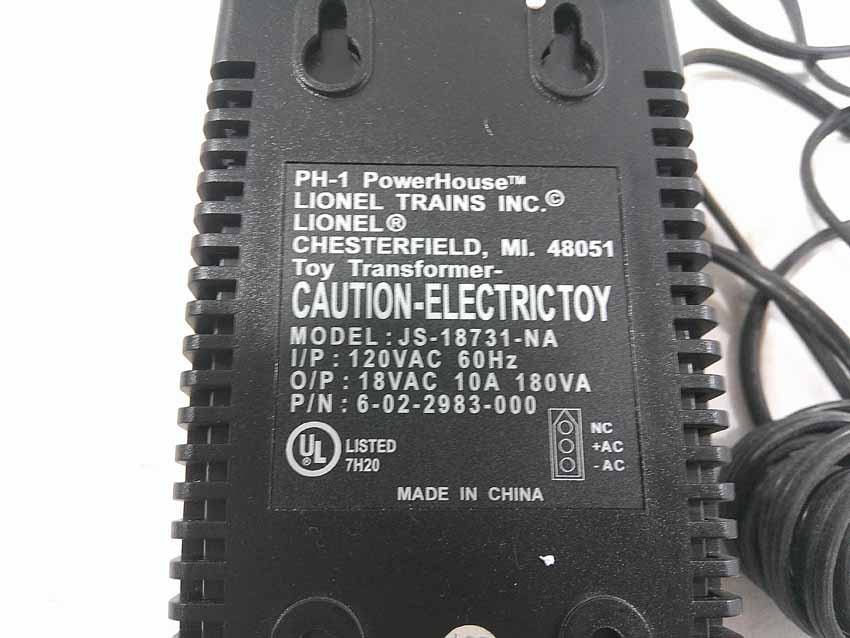 PH-1 PowerHouse™
LIONEL TRAINS INC.©
LIONEL®
CHESTERFIELD, MI. 48051
Toy Transformer-
CAUTION-ELECTRIC TOY
MODEL : JS-18731-NA
I/P : 120VAC 60Hz
O/P : 18VAC 10A 180VA
P/N : 6-02-2983-000
UL® LISTED
7H20
NC
+AC
-AC
MADE IN CHINA